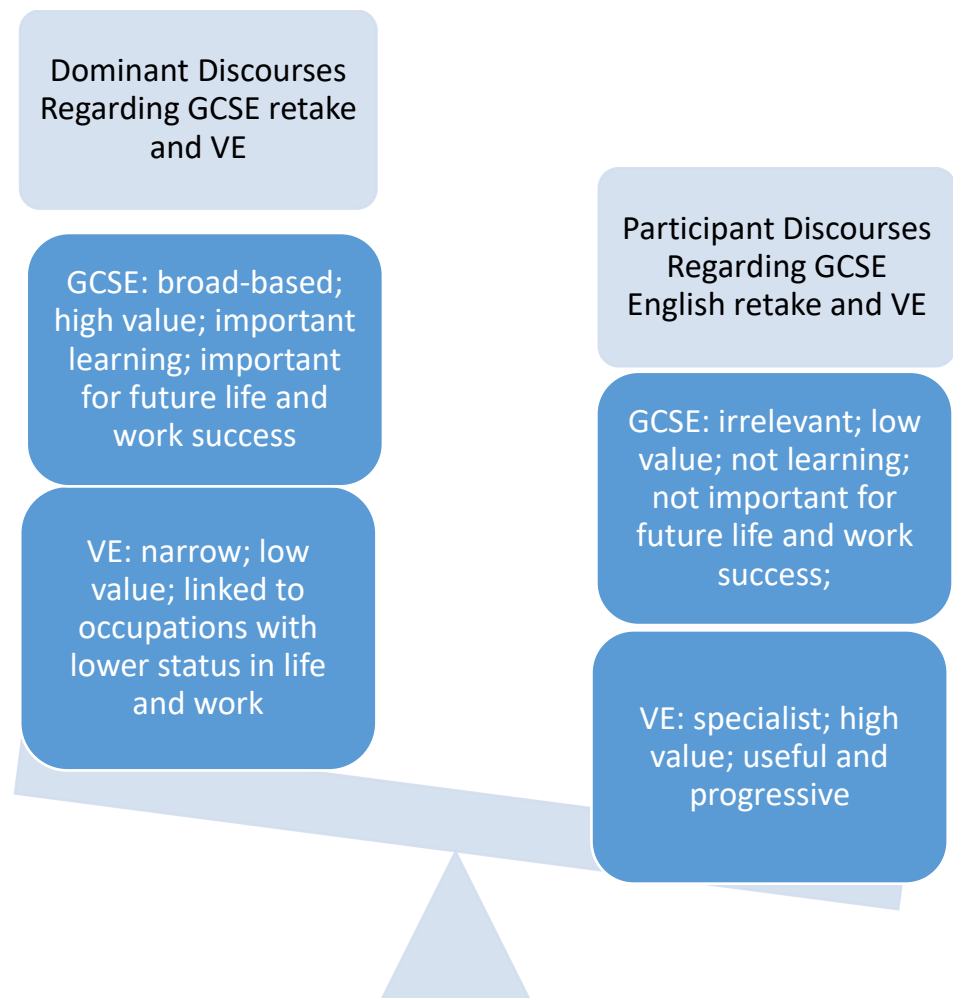 Dominant Discourses
Regarding GCSE retake
and VE
GCSE: broad-based;
high value; important
learning; important
for future life and
work success
VE: narrow; low
value; linked to
occupations with
lower status in life
and work
Participant Discourses
Regarding GCSE
English retake and VE
GCSE: irrelevant; low
value; not learning;
not important for
future life and work
success;
VE: specialist; high
value; useful and
progressive